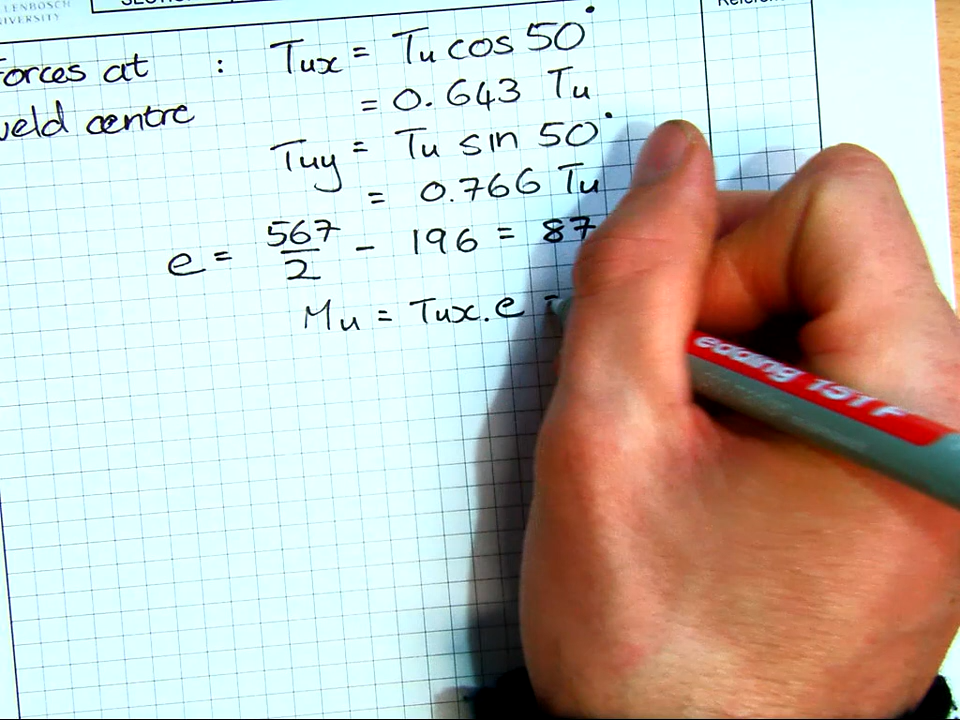 UNIVERSITY
Forces at : Tux = Tu cos 50°
weld centre = 0.643 Tu
Tuy = Tu sin 50°
= 0.766 Tu
e = 567/2 - 196 = 87
Mu = Tux.e =
edding 151 F